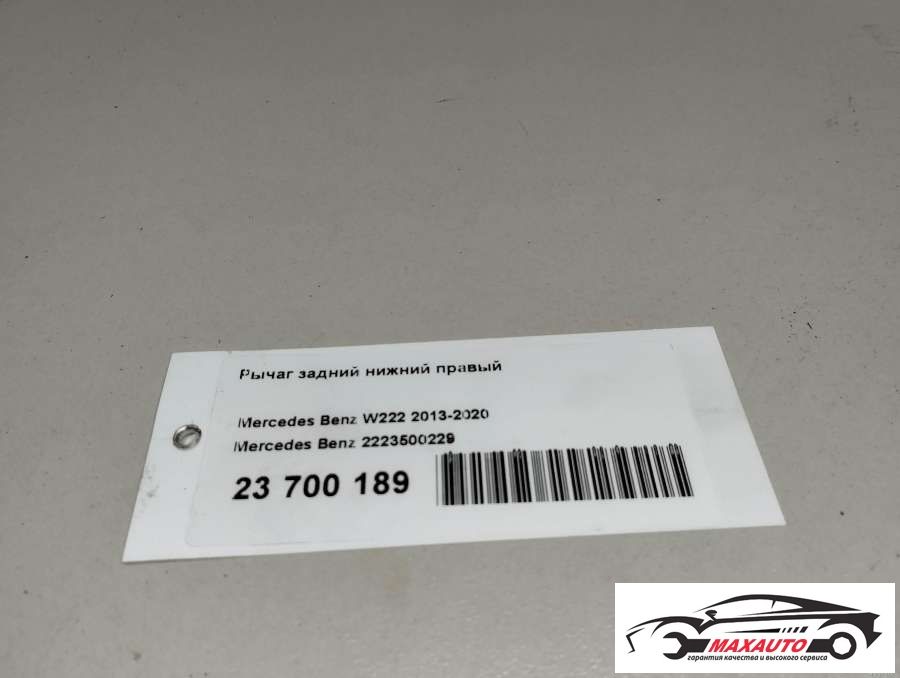 Рычаг задний нижний правый
Mercedes Benz W222 2013-2020
Mercedes Benz 2223500229
23 700 189
MAXAUTO
гарантия качества и высокого сервиса